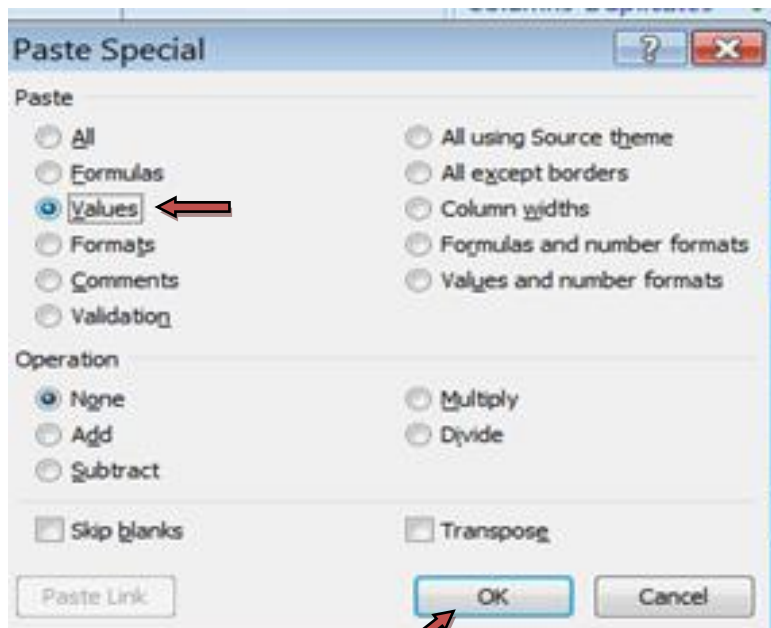 Paste Special
Paste
All
All using Source theme
Formulas
All except borders
Values
Column widths
Formats
Formulas and number formats
Comments
Values and number formats
Validation
Operation
None
Multiply
Add
Divide
Subtract
Skip blanks
Transpose
Paste Link
OK
Cancel